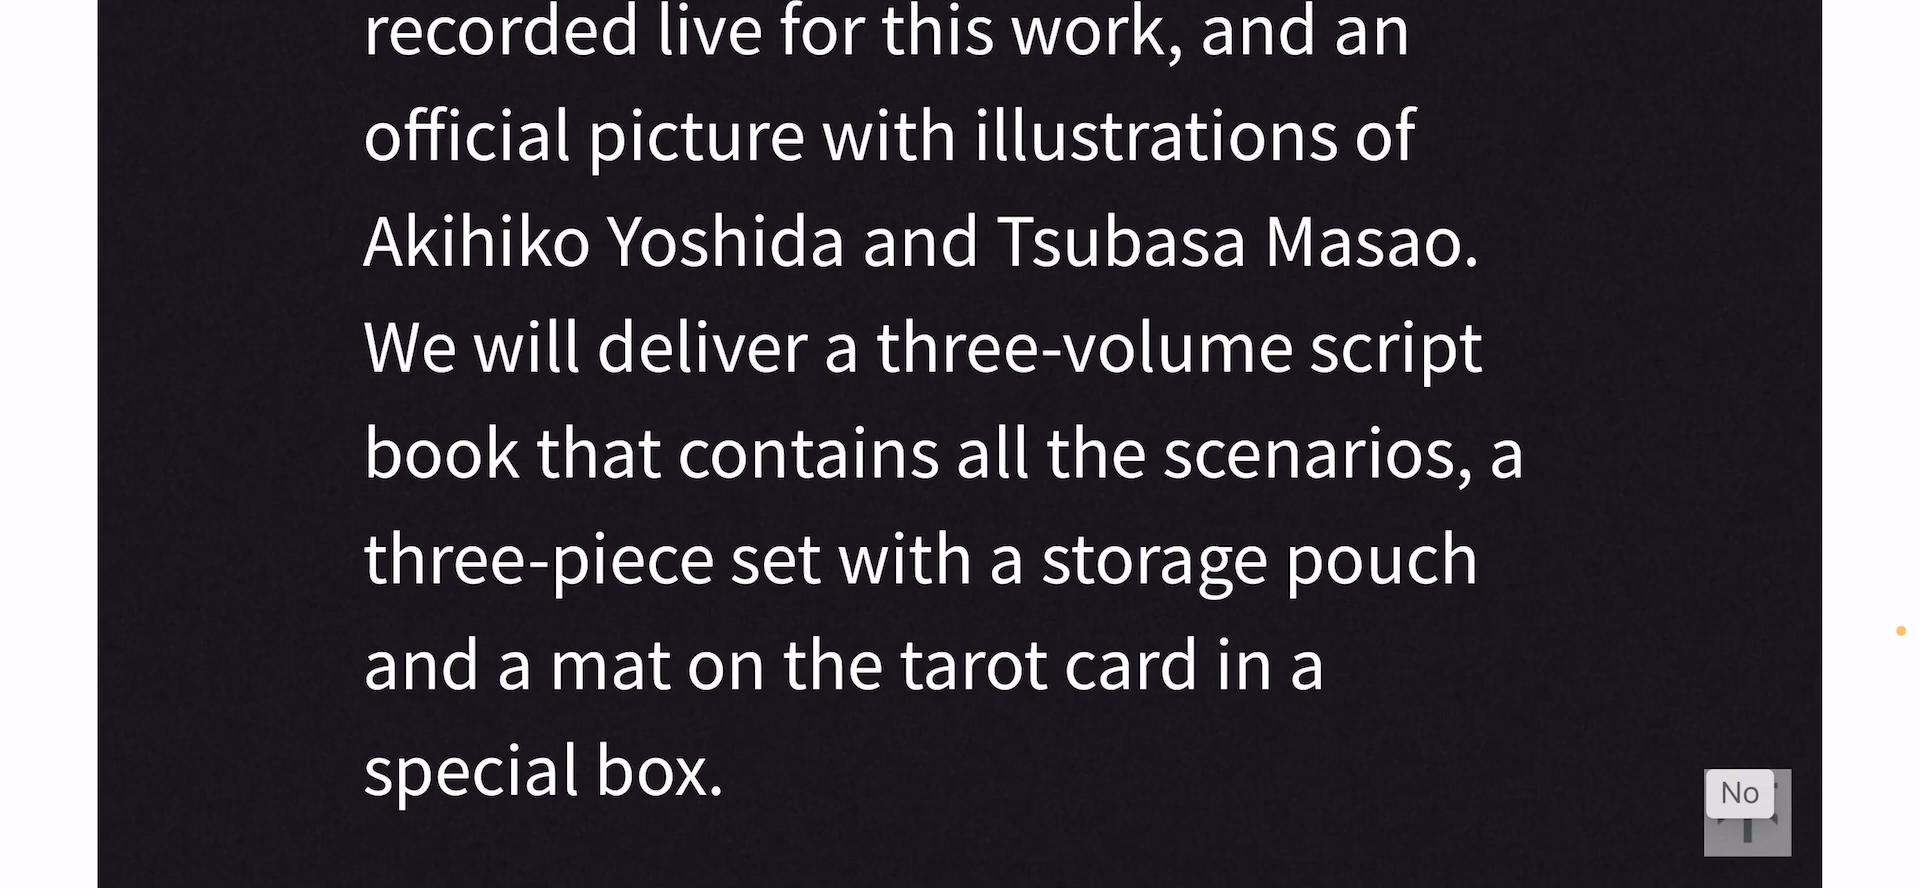 recorded live for this work, and an
official picture with illustrations of
Akihiko Yoshida and Tsubasa Masao.
We will deliver a three-volume script
book that contains all the scenarios, a
three-piece set with a storage pouch
and a mat on the tarot card in a
special box.
No